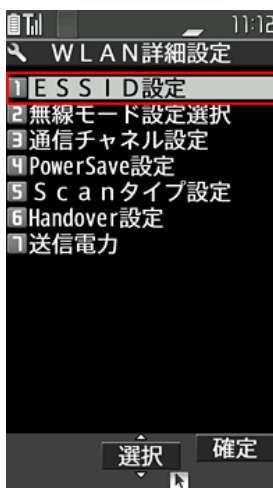 11:12
WLAN詳細設定
1 ESSID設定
2 無線モード設定選択
3 通信チャネル設定
4 PowerSave設定
5 Scanタイプ設定
6 Handover設定
7 送信電力
選択 確定